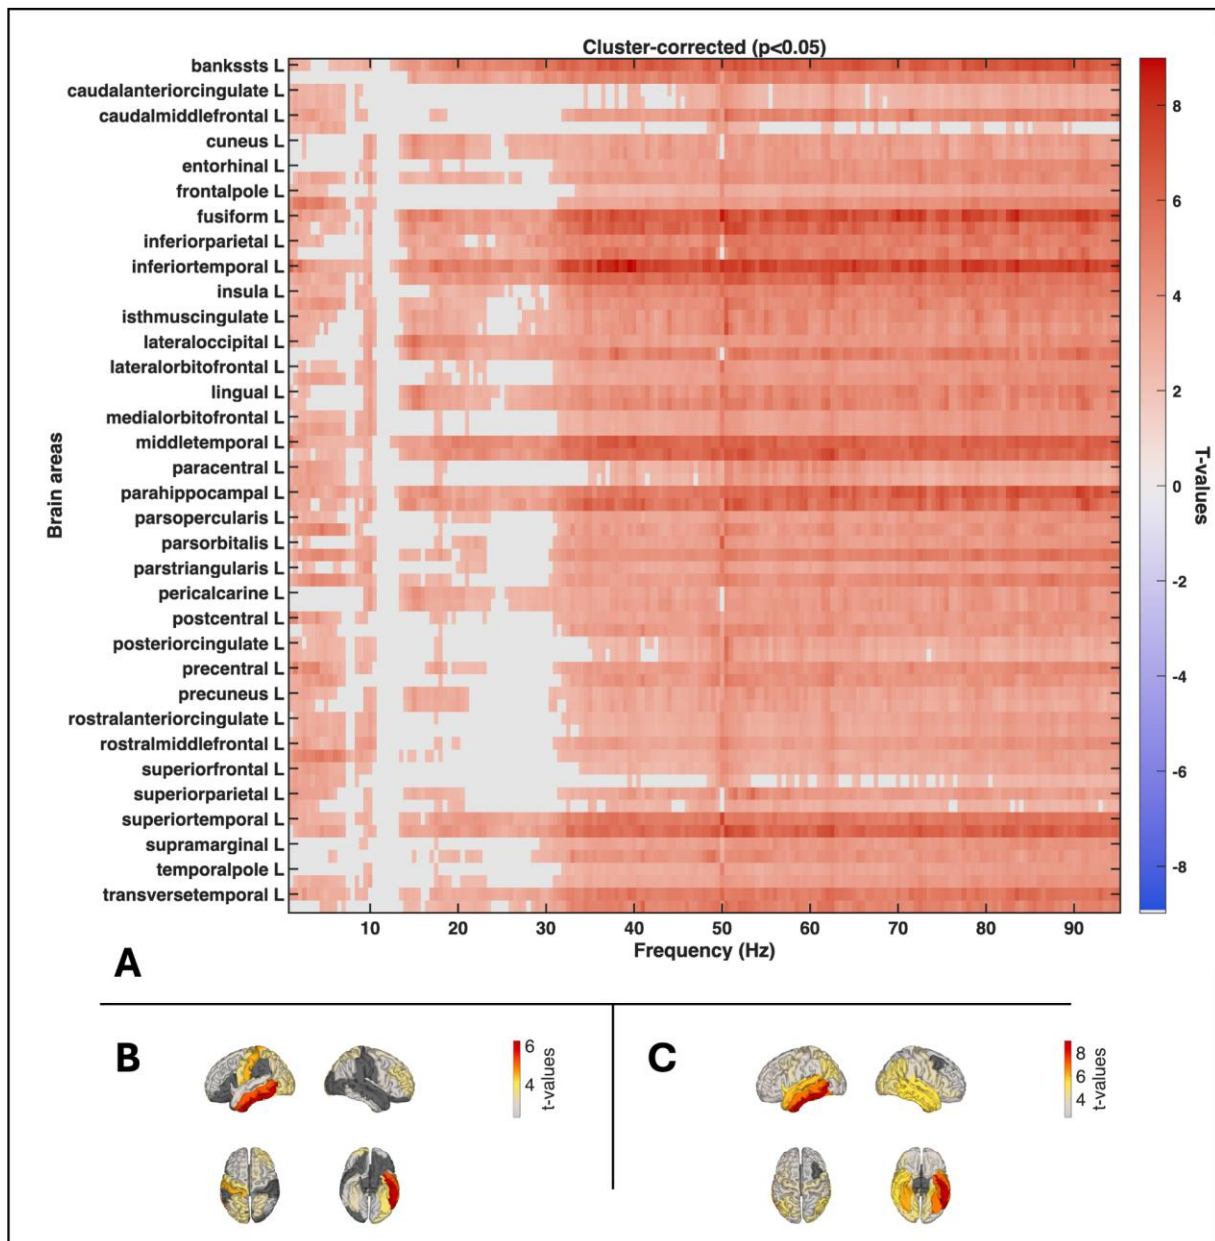 Cluster-corrected (p<0.05)
bankssts L
caudalanteriorcingulate L
caudalmiddlefrontal L
cuneus L
entorhinal L
frontalpole L
fusiform L
inferiorparietal L
inferiortemporal L
insula L
isthmuscingulate L
lateraloccipital L
lateralorbitofrontal L
lingual L
medialorbitofrontal L
middletemporal L
paracentral L
parahippocampal L
parsopercularis L
parsorbitalis L
parstriangularis L
pericalcarine L
postcentral L
posteriorcingulate L
precentral L
precuneus L
rostralanteriorcingulate L
rostralmiddlefrontal L
superiorfrontal L
superiorparietal L
superiortemporal L
supramarginal L
temporalpole L
transversetemporal L
Brain areas
10 20 30 40 50 60 70 80 90
Frequency (Hz)
8
6
4
2
0
-2
-4
-6
-8
T-values
A
B
6
4
t-values
C
8
6
4
t-values